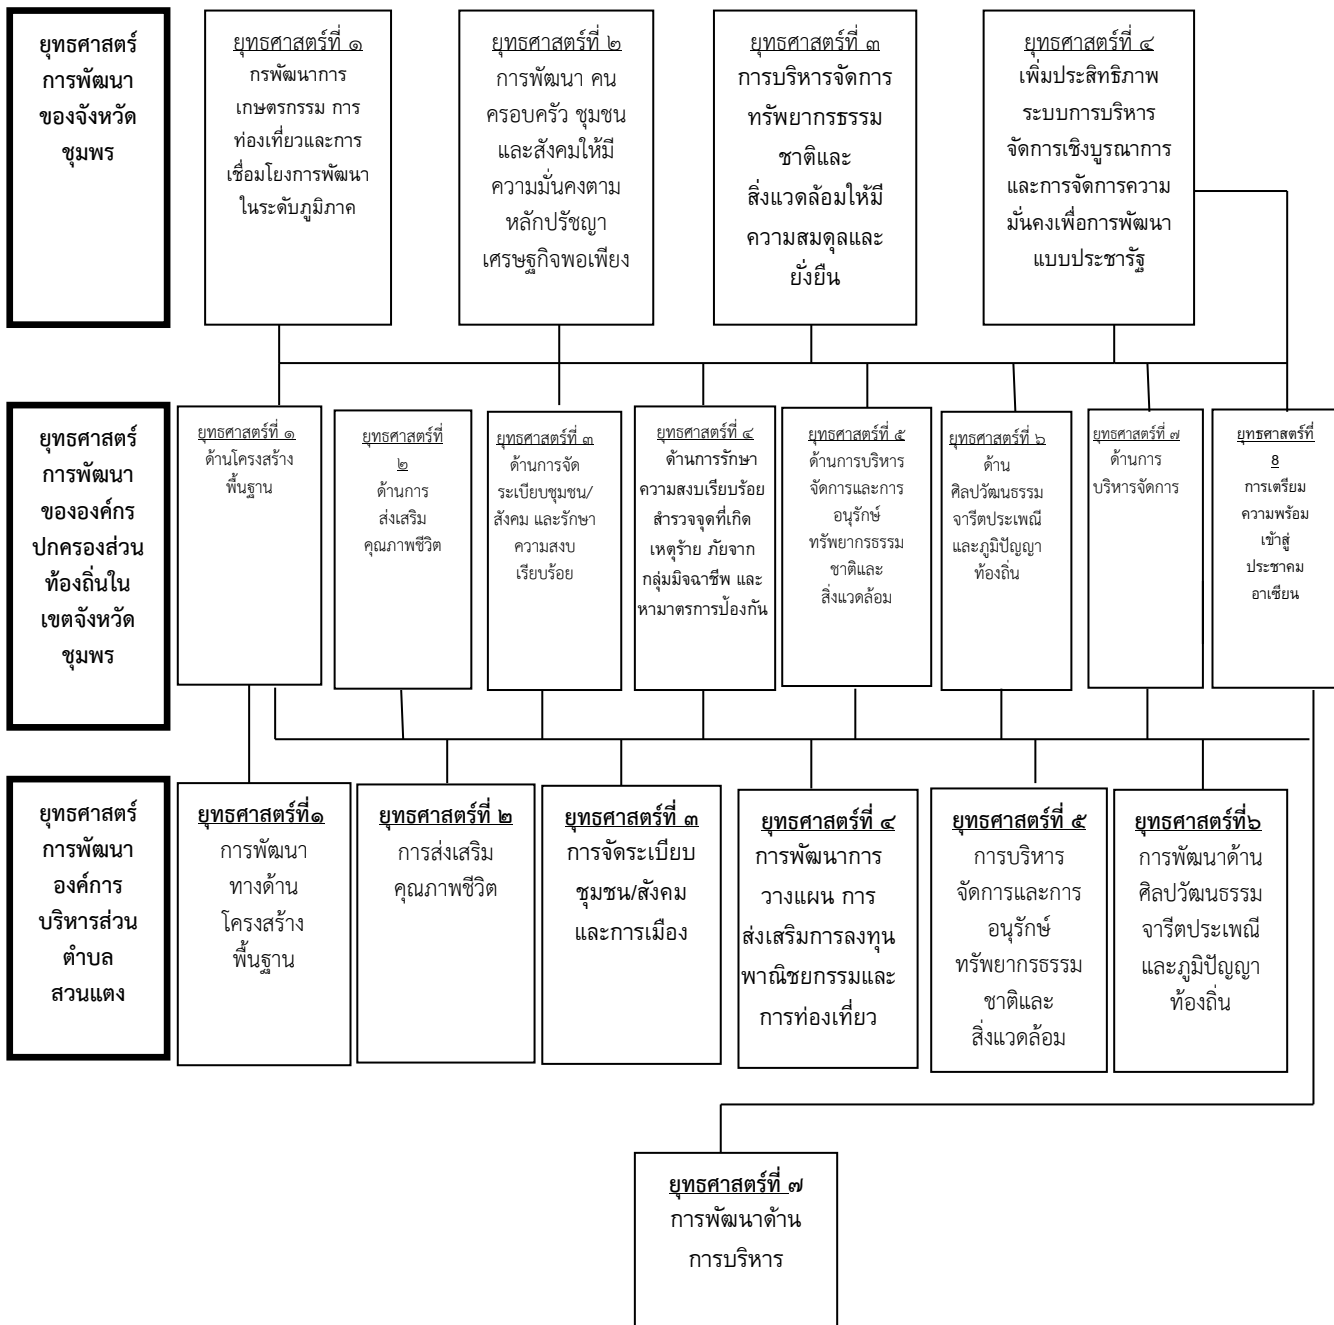 ยุทธศาสตร์
การพัฒนา
ของจังหวัด
ชุมพร
ยุทธศาสตร์ที่ ๑
กรพัฒนาการ
เกษตรกรรม การ
ท่องเที่ยวและการ
เชื่อมโยงการพัฒนา
ในระดับภูมิภาค
ยุทธศาสตร์ที่ ๒
การพัฒนา คน
ครอบครัว ชุมชน
และสังคมให้มี
ความมั่นคงตาม
หลักปรัชญา
เศรษฐกิจพอเพียง
ยุทธศาสตร์ที่ ๓
การบริหารจัดการ
ทรัพยากรธรรม
ชาติและ
สิ่งแวดล้อมให้มี
ความสมดุลและ
ยั่งยืน
ยุทธศาสตร์ที่ ๔
เพิ่มประสิทธิภาพ
ระบบการบริหาร
จัดการเชิงบูรณาการ
และการจัดการความ
มั่นคงเพื่อการพัฒนา
แบบประชารัฐ
ยุทธศาสตร์
การพัฒนา
ขององค์กร
ปกครองส่วน
ท้องถิ่นใน
เขตจังหวัด
ชุมพร
ยุทธศาสตร์ที่ ๑
ด้านโครงสร้าง
พื้นฐาน
ยุทธศาสตร์ที่
๒
ด้านการ
ส่งเสริม
คุณภาพชีวิต
ยุทธศาสตร์ที่ ๓
ด้านการจัด
ระเบียบชุมชน/
สังคม และรักษา
ความสงบ
เรียบร้อย
ยุทธศาสตร์ที่ ๔
ด้านการรักษา
ความสงบเรียบร้อย
สำรวจจุดที่เกิด
เหตุร้าย ภัยจาก
กลุ่มมิจฉาชีพ และ
หามาตรการป้องกัน
ยุทธศาสตร์ที่ ๕
ด้านการบริหาร
จัดการและการ
อนุรักษ์
ทรัพยากรธรรม
ชาติและ
สิ่งแวดล้อม
ยุทธศาสตร์ที่ ๖
ด้าน
ศิลปวัฒนธรรม
จารีตประเพณี
และภูมิปัญญา
ท้องถิ่น
ยุทธศาสตร์ที่ ๗
ด้านการ
บริหารจัดการ
ยุทธศาสตร์ที่
8
การเตรียม
ความพร้อม
เข้าสู่
ประชาคม
อาเซียน
ยุทธศาสตร์
การพัฒนา
องค์การ
บริหารส่วน
ตำบล
สวนแตง
ยุทธศาสตร์ที่๑
การพัฒนา
ทางด้าน
โครงสร้าง
พื้นฐาน
ยุทธศาสตร์ที่ ๒
การส่งเสริม
คุณภาพชีวิต
ยุทธศาสตร์ที่ ๓
การจัดระเบียบ
ชุมชน/สังคม
และการเมือง
ยุทธศาสตร์ที่ ๔
การพัฒนาการ
วางแผน การ
ส่งเสริมการลงทุน
พาณิชยกรรมและ
การท่องเที่ยว
ยุทธศาสตร์ที่ ๕
การบริหาร
จัดการและการ
อนุรักษ์
ทรัพยากรธรรม
ชาติและ
สิ่งแวดล้อม
ยุทธศาสตร์ที่๖
การพัฒนาด้าน
ศิลปวัฒนธรรม
จารีตประเพณี
และภูมิปัญญา
ท้องถิ่น
ยุทธศาสตร์ที่ ๗
การพัฒนาด้าน
การบริหาร